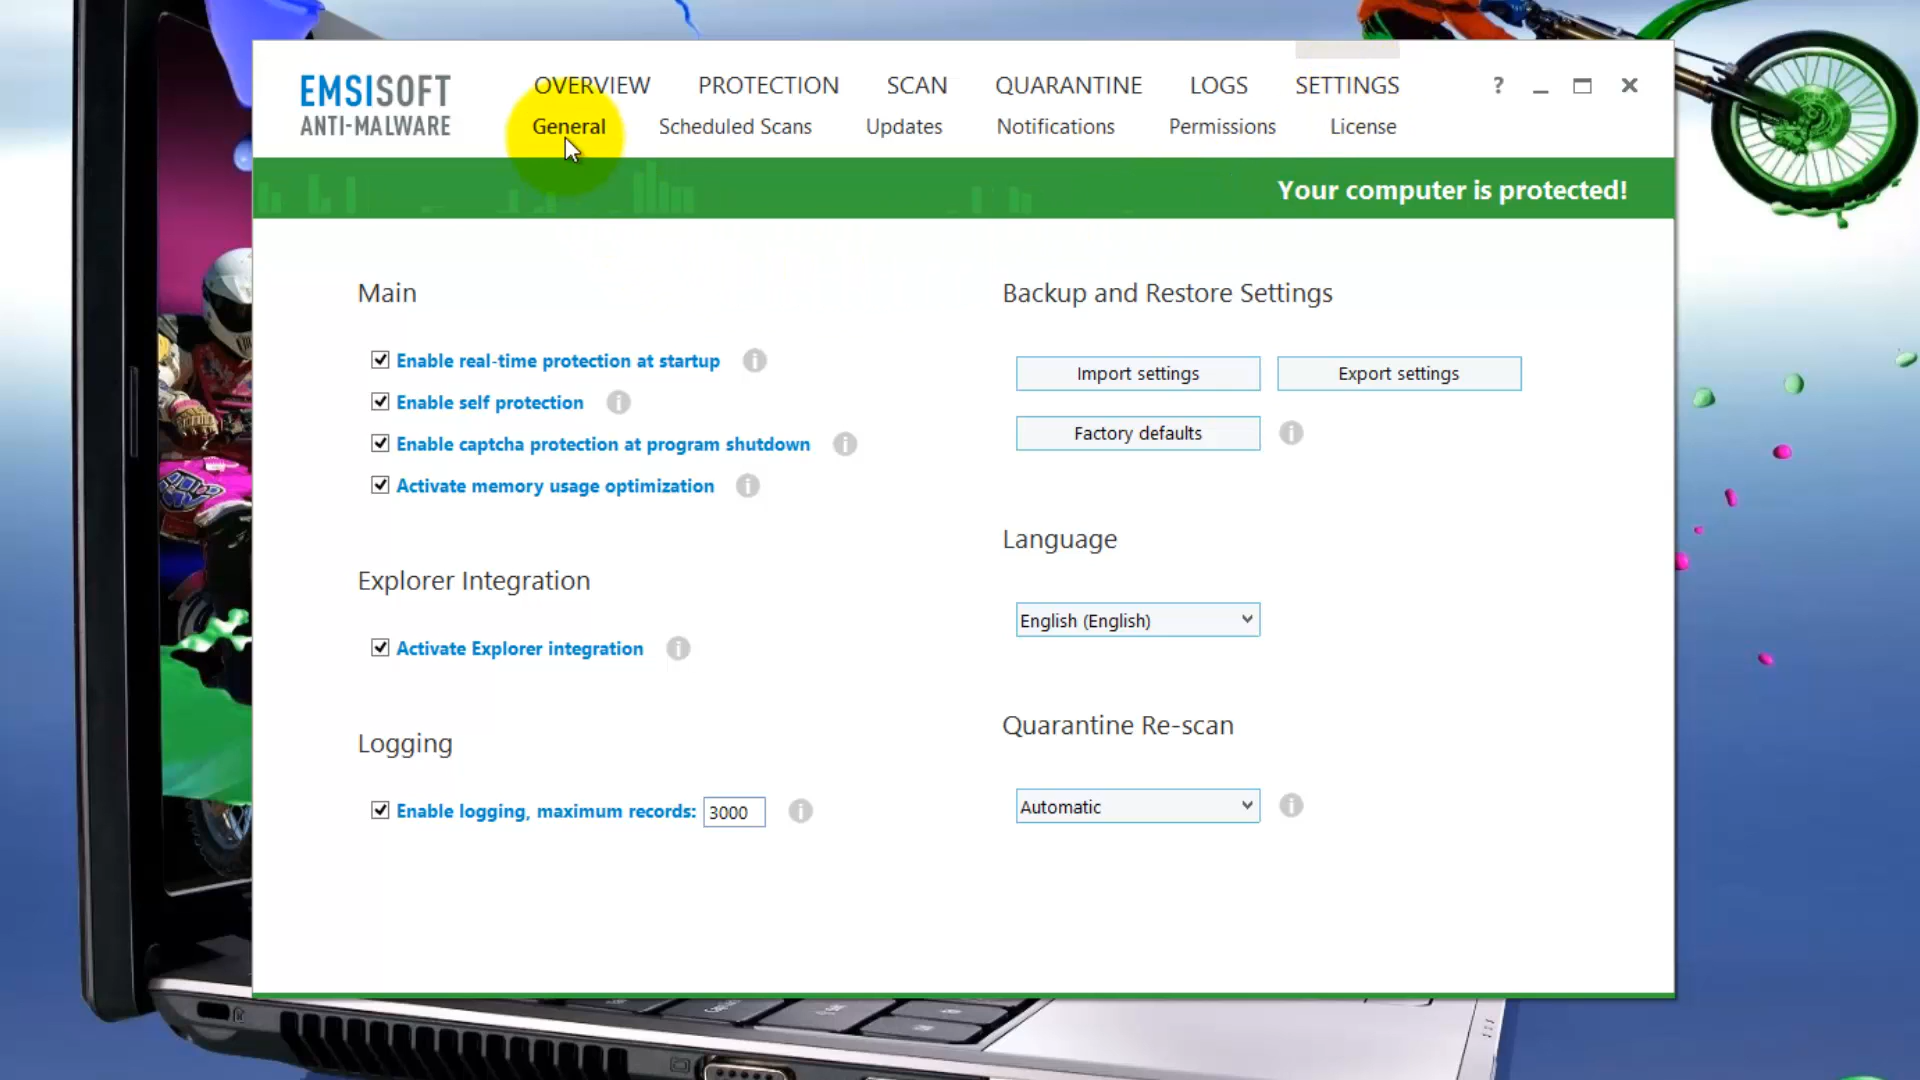 EMSISOFT
ANTI-MALWARE
OVERVIEW PROTECTION SCAN QUARANTINE LOGS SETTINGS ?
General Scheduled Scans Updates Notifications Permissions License
Your computer is protected!
Main
Enable real-time protection at startup
Enable self protection
Enable captcha protection at program shutdown
Activate memory usage optimization
Explorer Integration
Activate Explorer integration
Logging
Enable logging, maximum records: 3000
Backup and Restore Settings
Import settings Export settings
Factory defaults
Language
English (English)
Quarantine Re-scan
Automatic